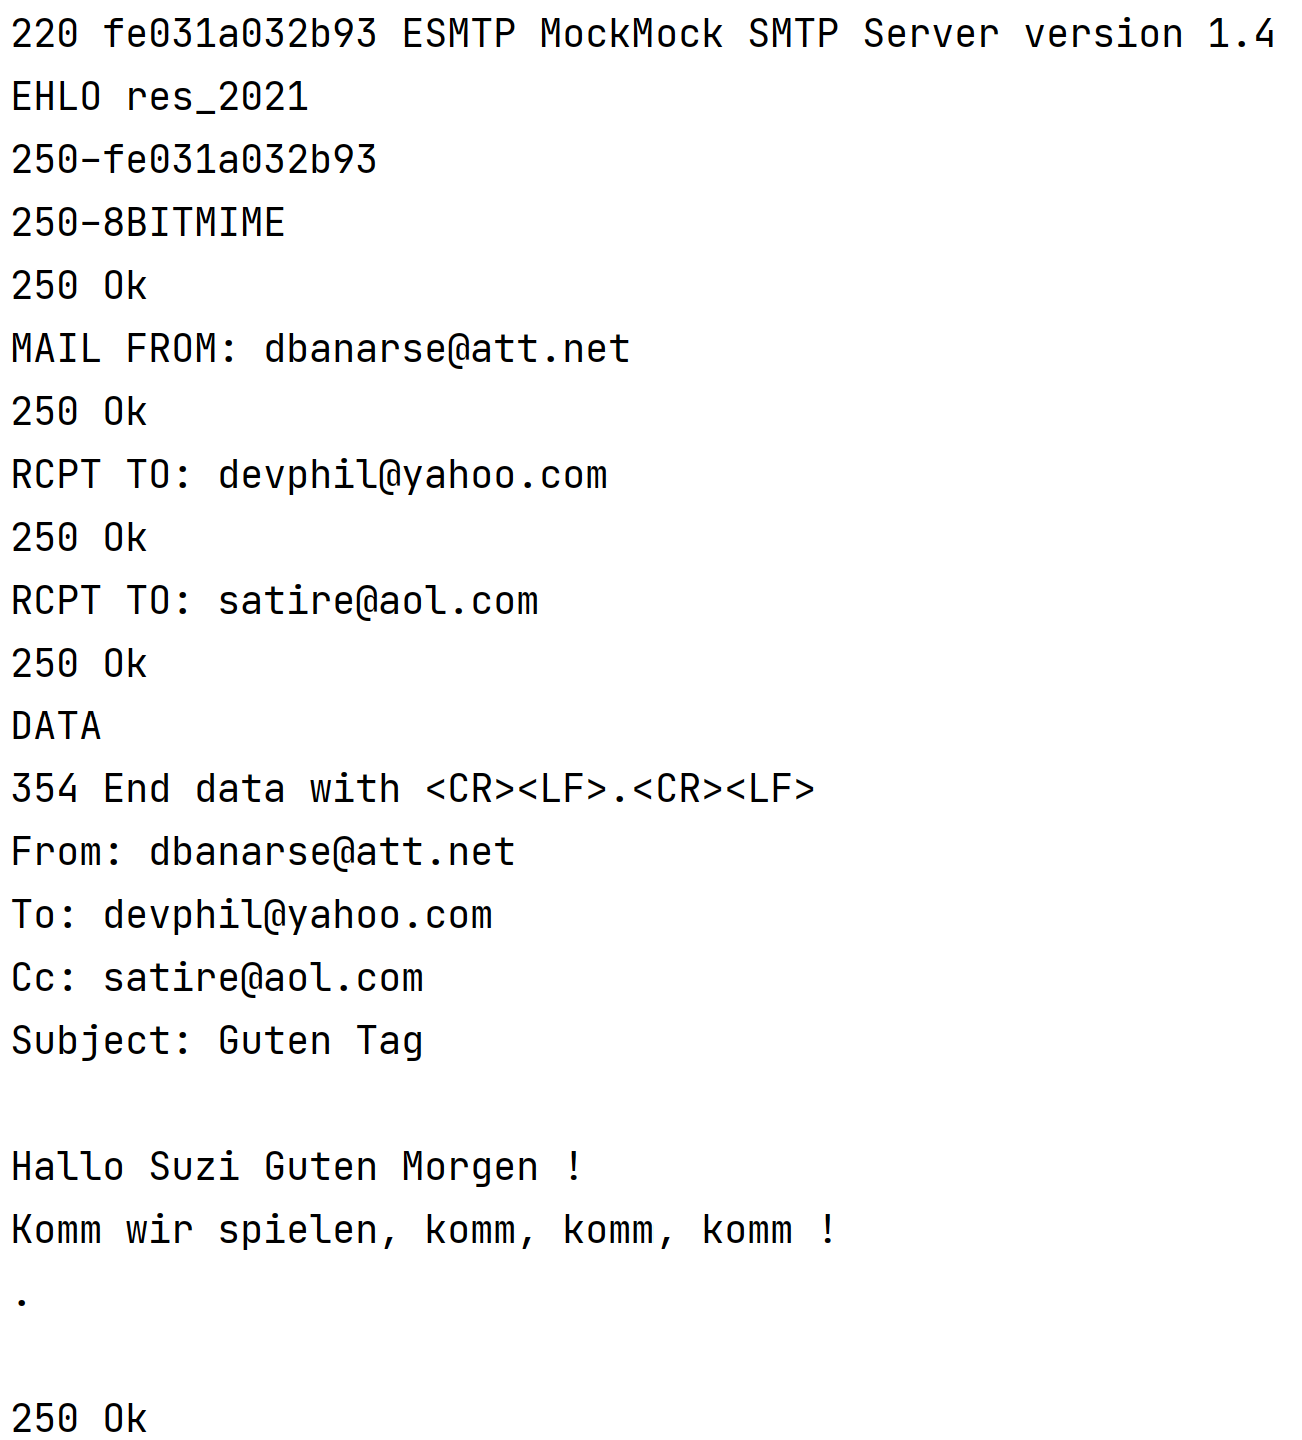 220 fe031a032b93 ESMTP MockMock SMTP Server version 1.4
EHLO res_2021
250-fe031a032b93
250-8BITMIME
250 Ok
MAIL FROM: dbanarse@att.net
250 Ok
RCPT TO: devphil@yahoo.com
250 Ok
RCPT TO: satire@aol.com
250 Ok
DATA
354 End data with <CR><LF>.<CR><LF>
From: dbanarse@att.net
To: devphil@yahoo.com
Cc: satire@aol.com
Subject: Guten Tag

Hallo Suzi Guten Morgen !
Komm wir spielen, komm, komm, komm !
.

250 Ok